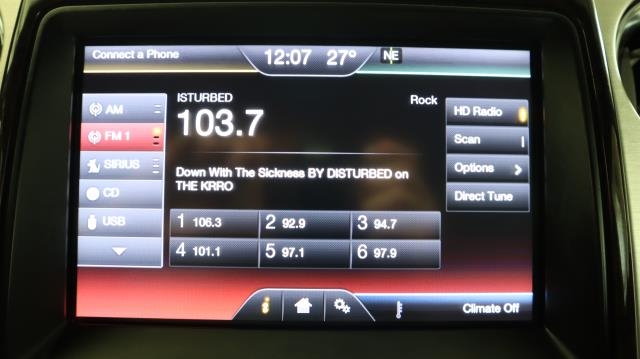 Connect a Phone
12:07 27° NE
AM
FM 1
SIRIUS
CD
USB
ISTURBED
Rock
103.7
Down With The Sickness BY DISTURBED on
THE KRRO
1 106.3 2 92.9 3 94.7
4 101.1 5 97.1 6 97.9
HD Radio
Scan
Options
Direct Tune
i
Climate Off